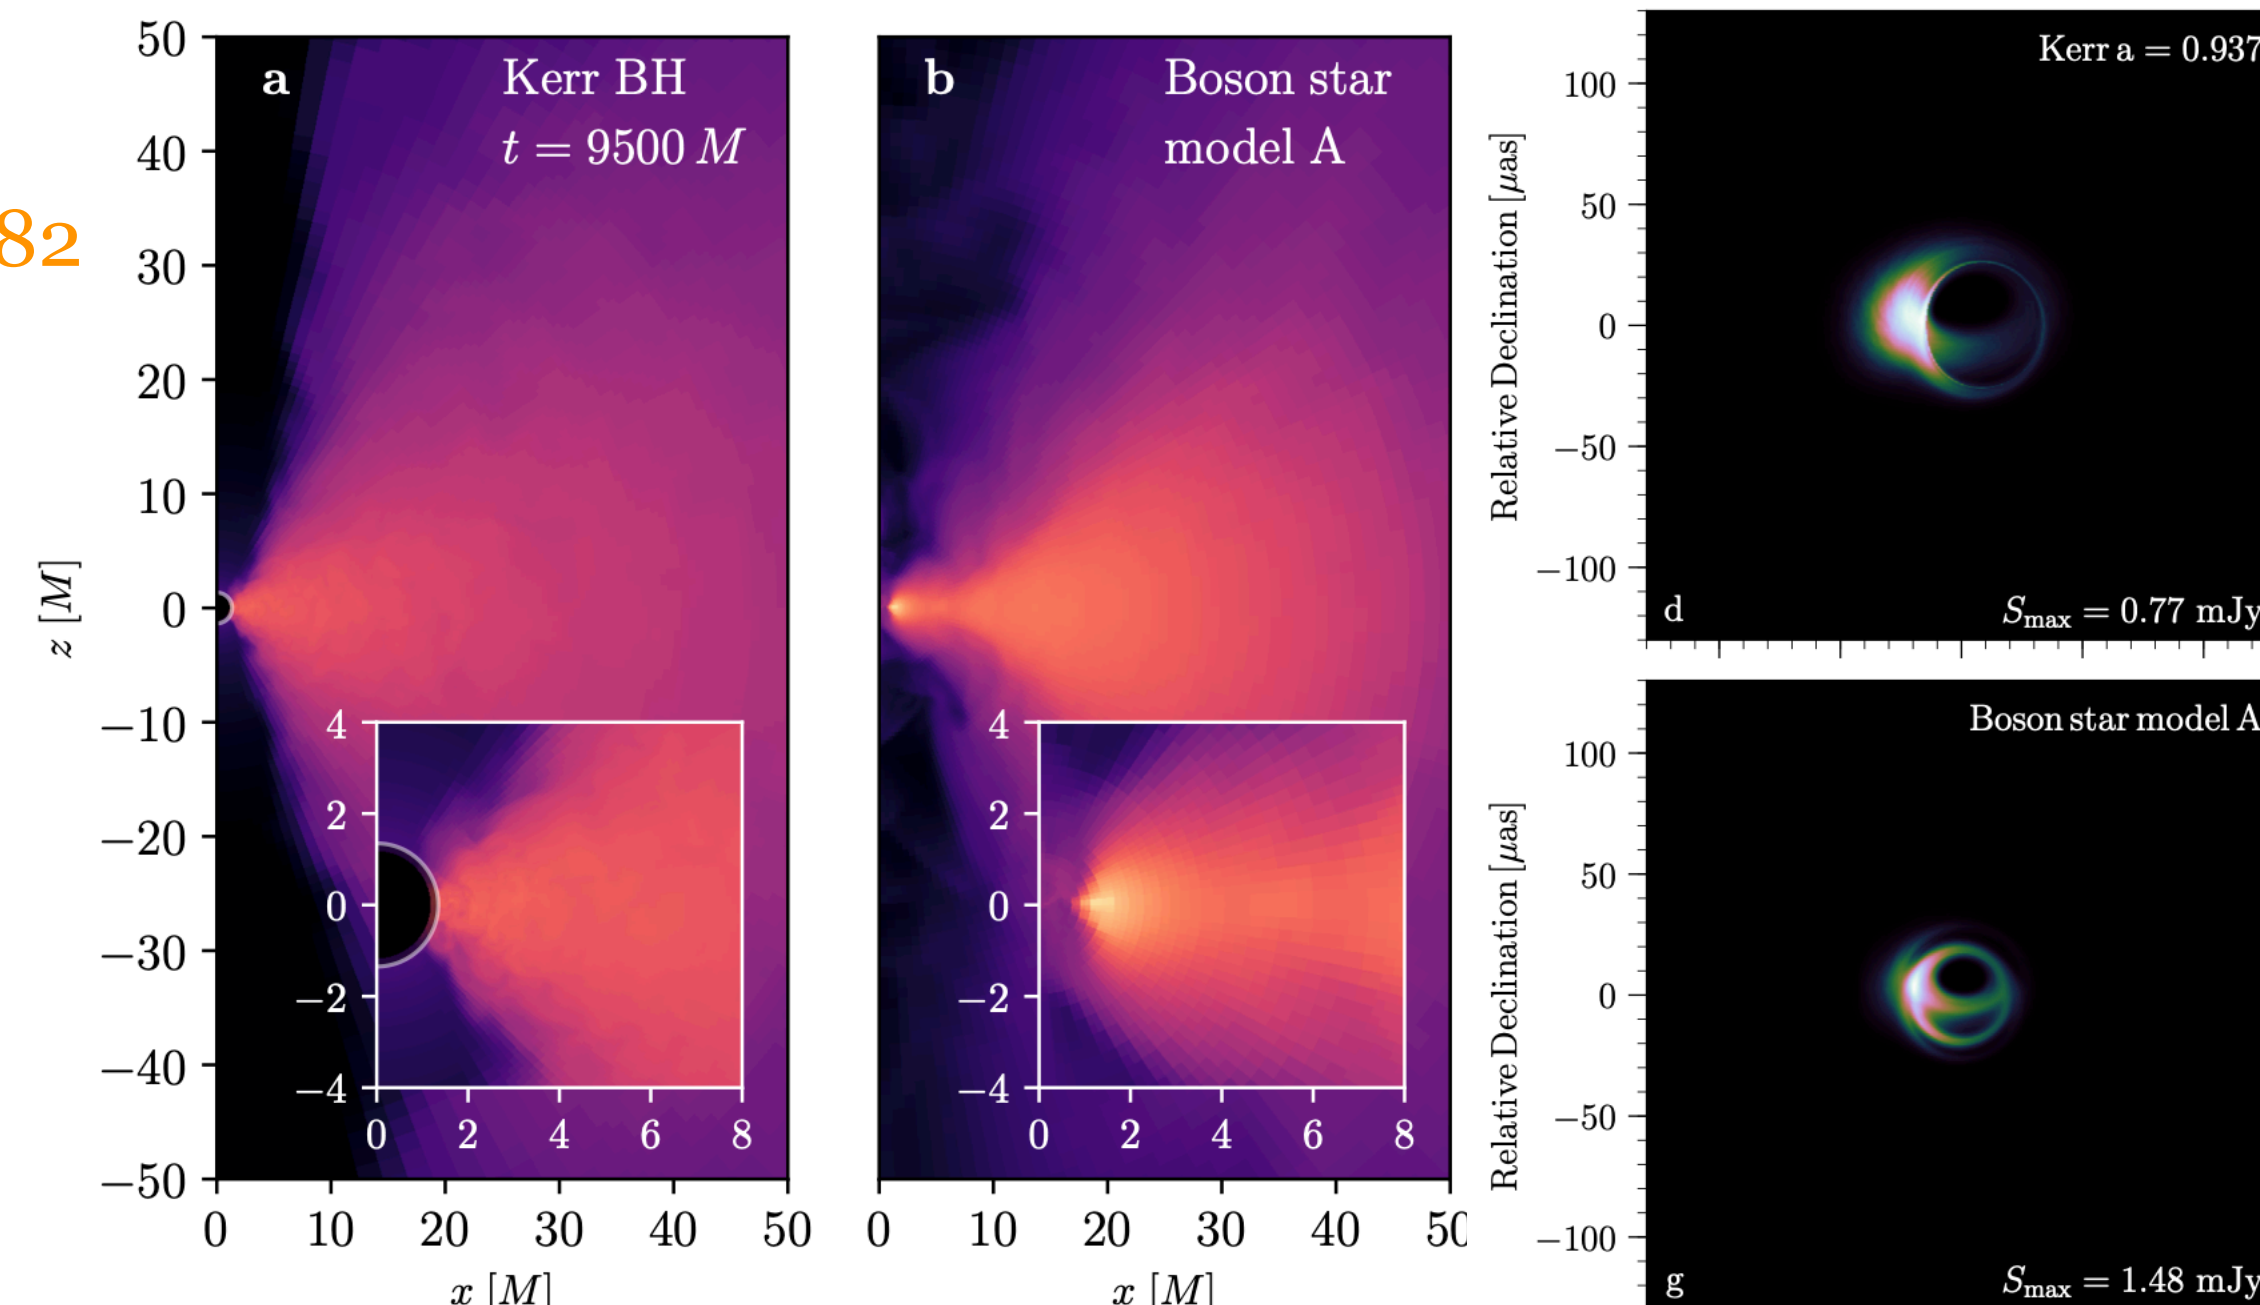 82
a
Kerr BH
t = 9500 M
50
40
30
20
10
0
−10
−20
−30
−40
−50
z [M]
4
2
0
−2
−4
0 2 4 6 8
0 10 20 30 40 50
x [M]
b
Boson star
model A
4
2
0
−2
−4
0 2 4 6 8
0 10 20 30 40 50
x [M]
Relative Declination [μas]
100
50
0
−50
−100
Kerr a = 0.937
d
S_max = 0.77 mJy
Relative Declination [μas]
100
50
0
−50
−100
Boson star model A
g
S_max = 1.48 mJy